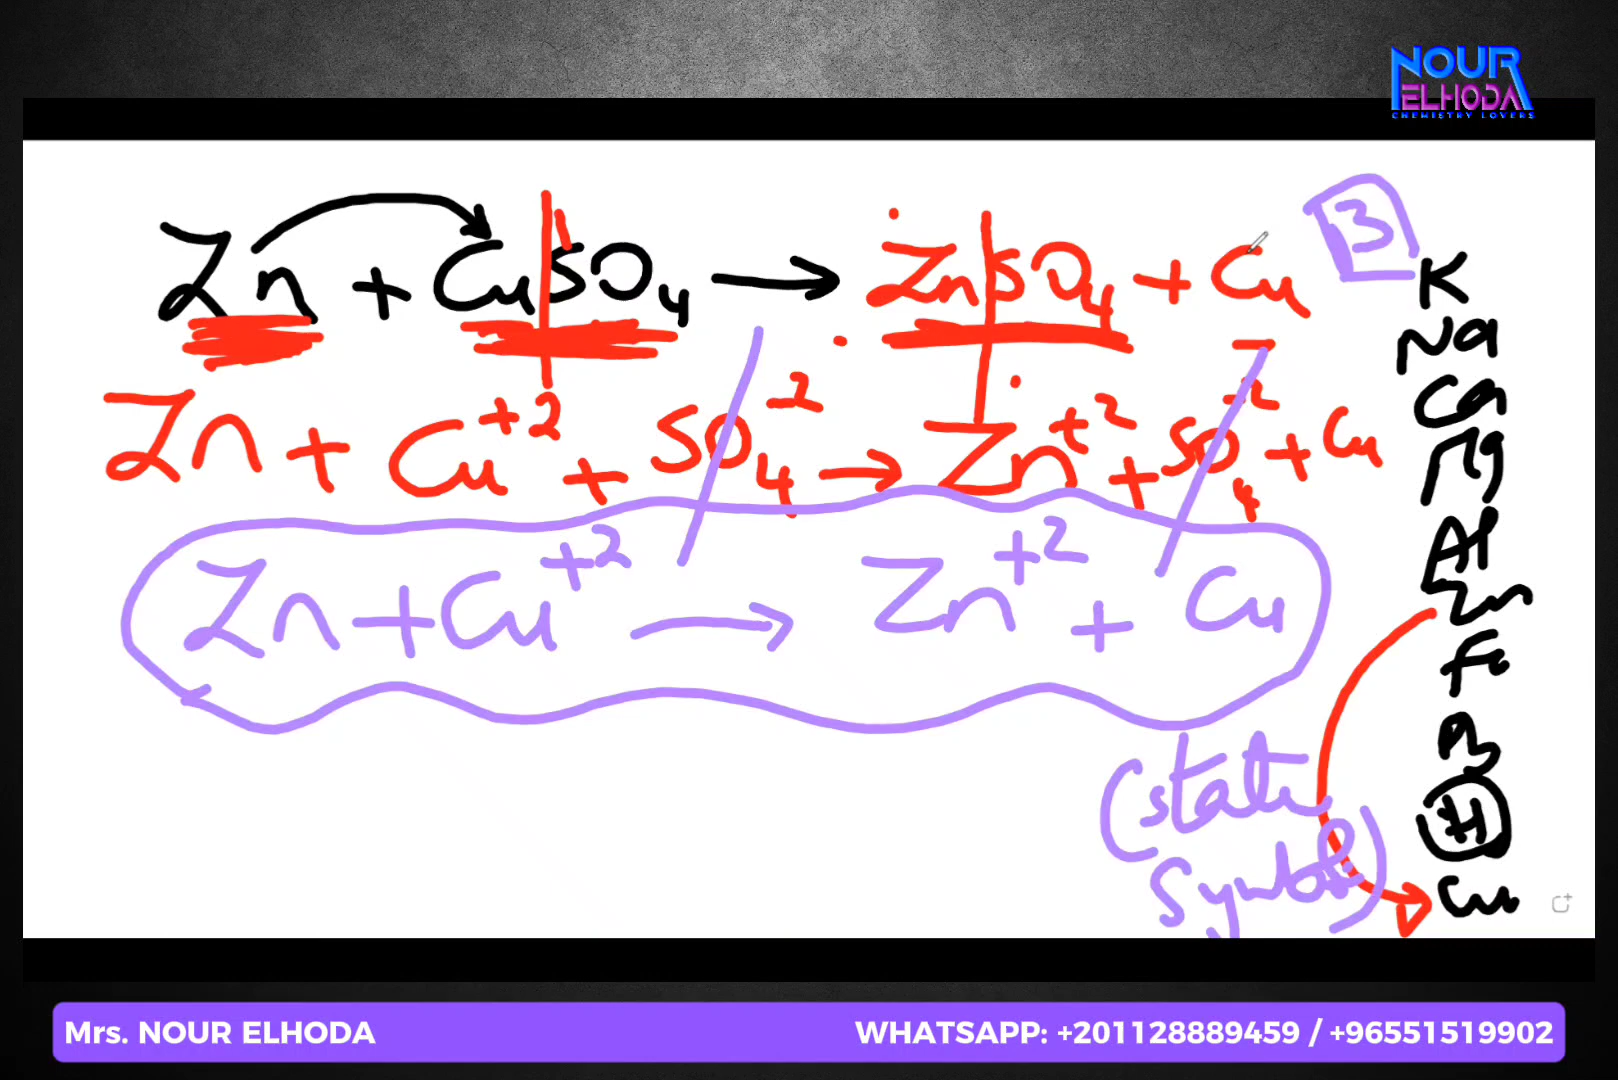 NOUR
ELHODA
CHEMISTRY LOVERS
3
Zn + CuSO₄ → ZnSO₄ + Cu
Zn + Cu⁺² + SO₄⁻² → Zn⁺² + SO₄⁻² + Cu
Zn + Cu⁺² → Zn⁺² + Cu
(state
symbol)
K
Na
Ca
Mg
Al
Zn
Fe
H
Cu
Mrs. NOUR ELHODA
WHATSAPP: +201128889459 / +96551519902